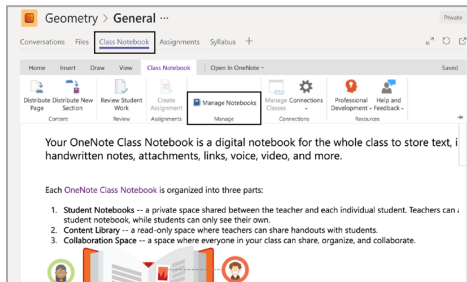 Geometry > General ...
Private
Conversations Files Class Notebook Assignments Syllabus +
Home Insert Draw View Class Notebook Open In OneNote
Saved
Distribute Page
Distribute New Section
Review Student Work
Create Assignment
Manage Notebooks
Manage Classes
Connections
Professional Development
Help and Feedback
Content Review Assignments Manage Connections Resources
Your OneNote Class Notebook is a digital notebook for the whole class to store text, i
handwritten notes, attachments, links, voice, video, and more.
Each OneNote Class Notebook is organized into three parts:
1. Student Notebooks -- a private space shared between the teacher and each individual student. Teachers can
student notebook, while students can only see their own.
2. Content Library -- a read-only space where teachers can share handouts with students.
3. Collaboration Space -- a space where everyone in your class can share, organize, and collaborate.